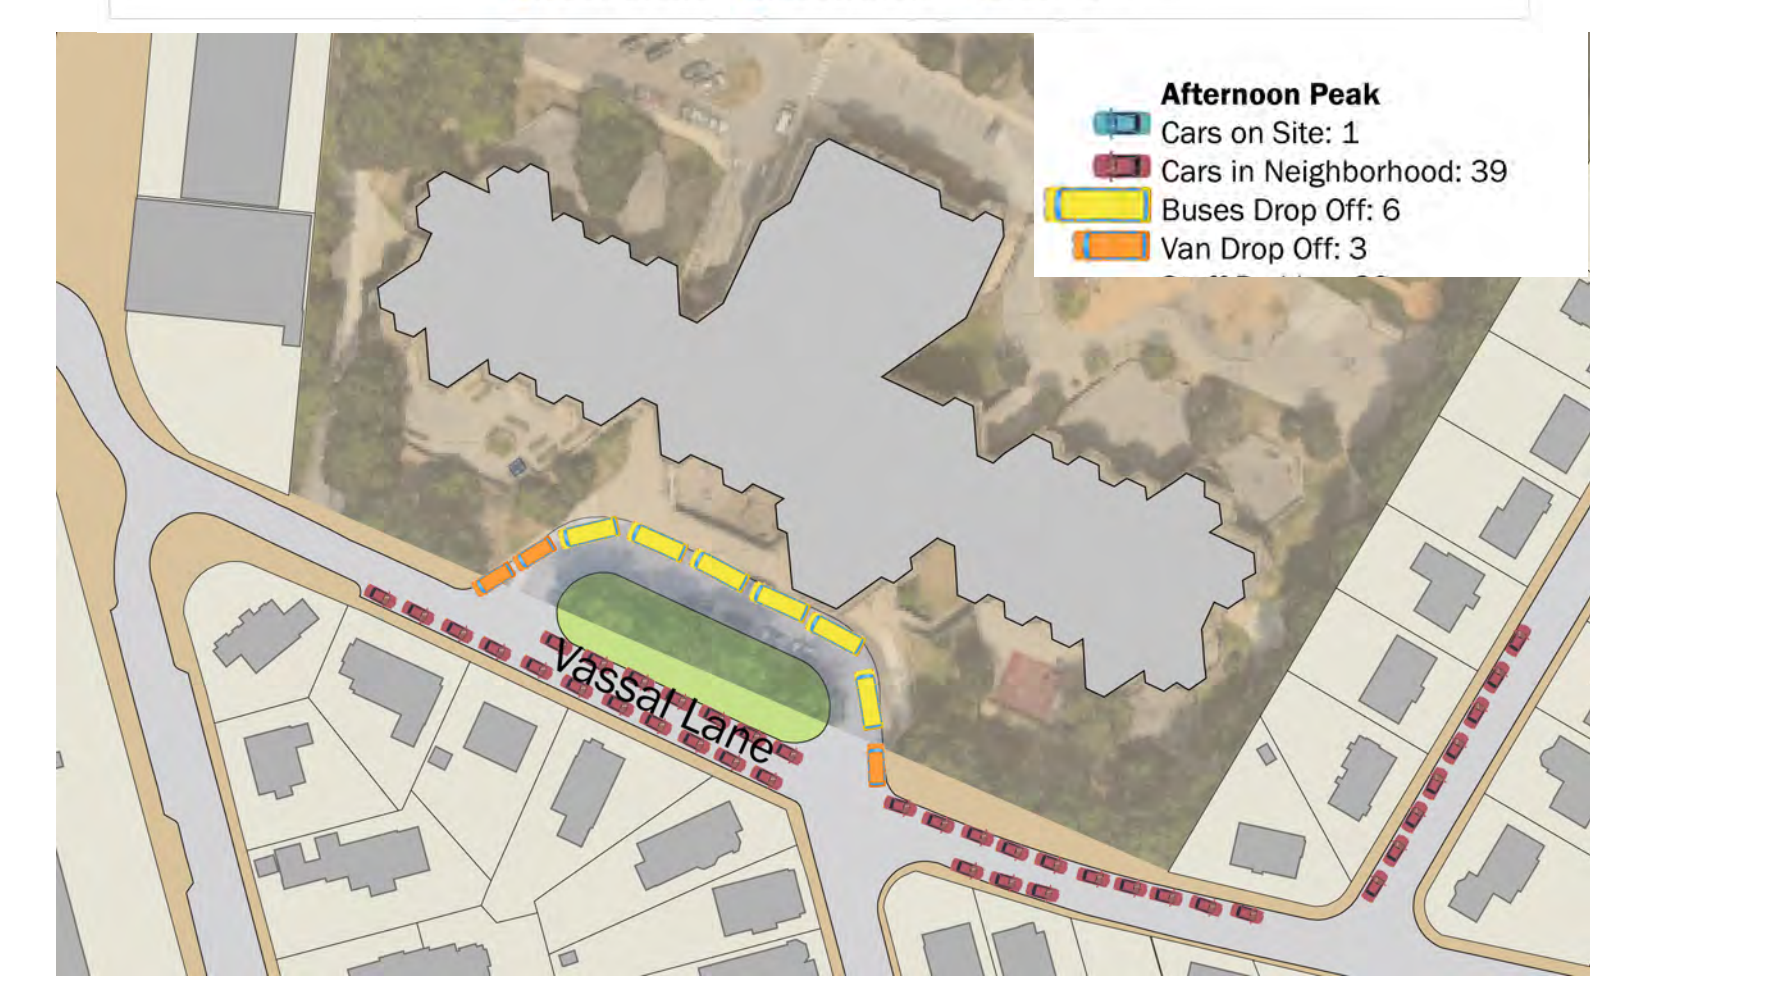 Afternoon Peak
Cars on Site: 1
Cars in Neighborhood: 39
Buses Drop Off: 6
Van Drop Off: 3
Vassal Lane